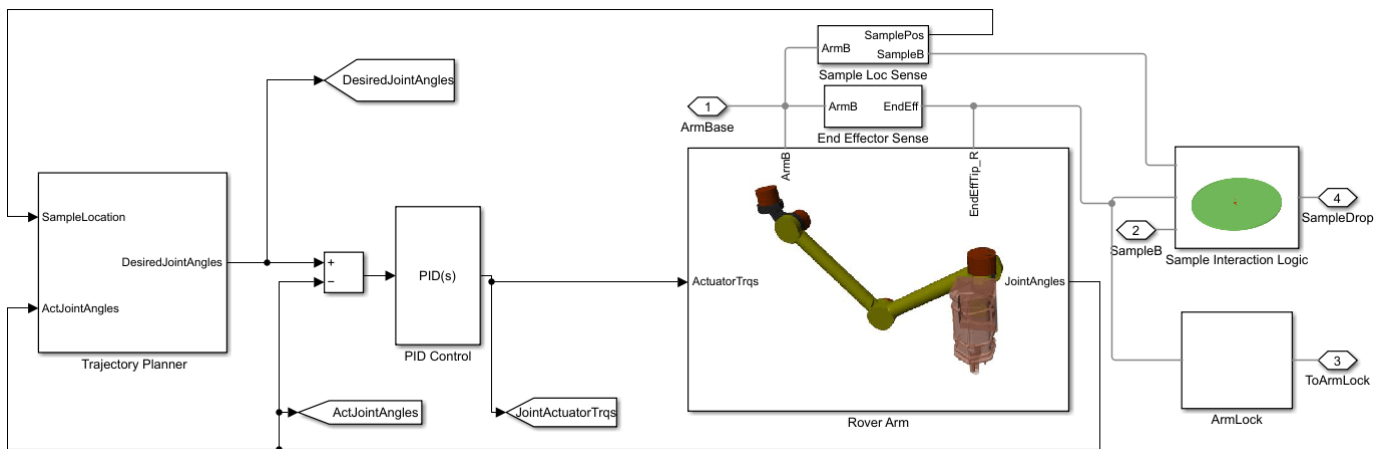 SamplePos
ArmB
SampleB
Sample Loc Sense
DesiredJointAngles
1
ArmBase
ArmB
EndEff
End Effector Sense
ArmB
EndEffTip_R
SampleLocation
DesiredJointAngles
ActJointAngles
Trajectory Planner
+
−
PID(s)
PID Control
ActuatorTrqs
JointAngles
Rover Arm
ActJointAngles
JointActuatorTrqs
4
SampleDrop
2
SampleB
Sample Interaction Logic
3
ToArmLock
ArmLock